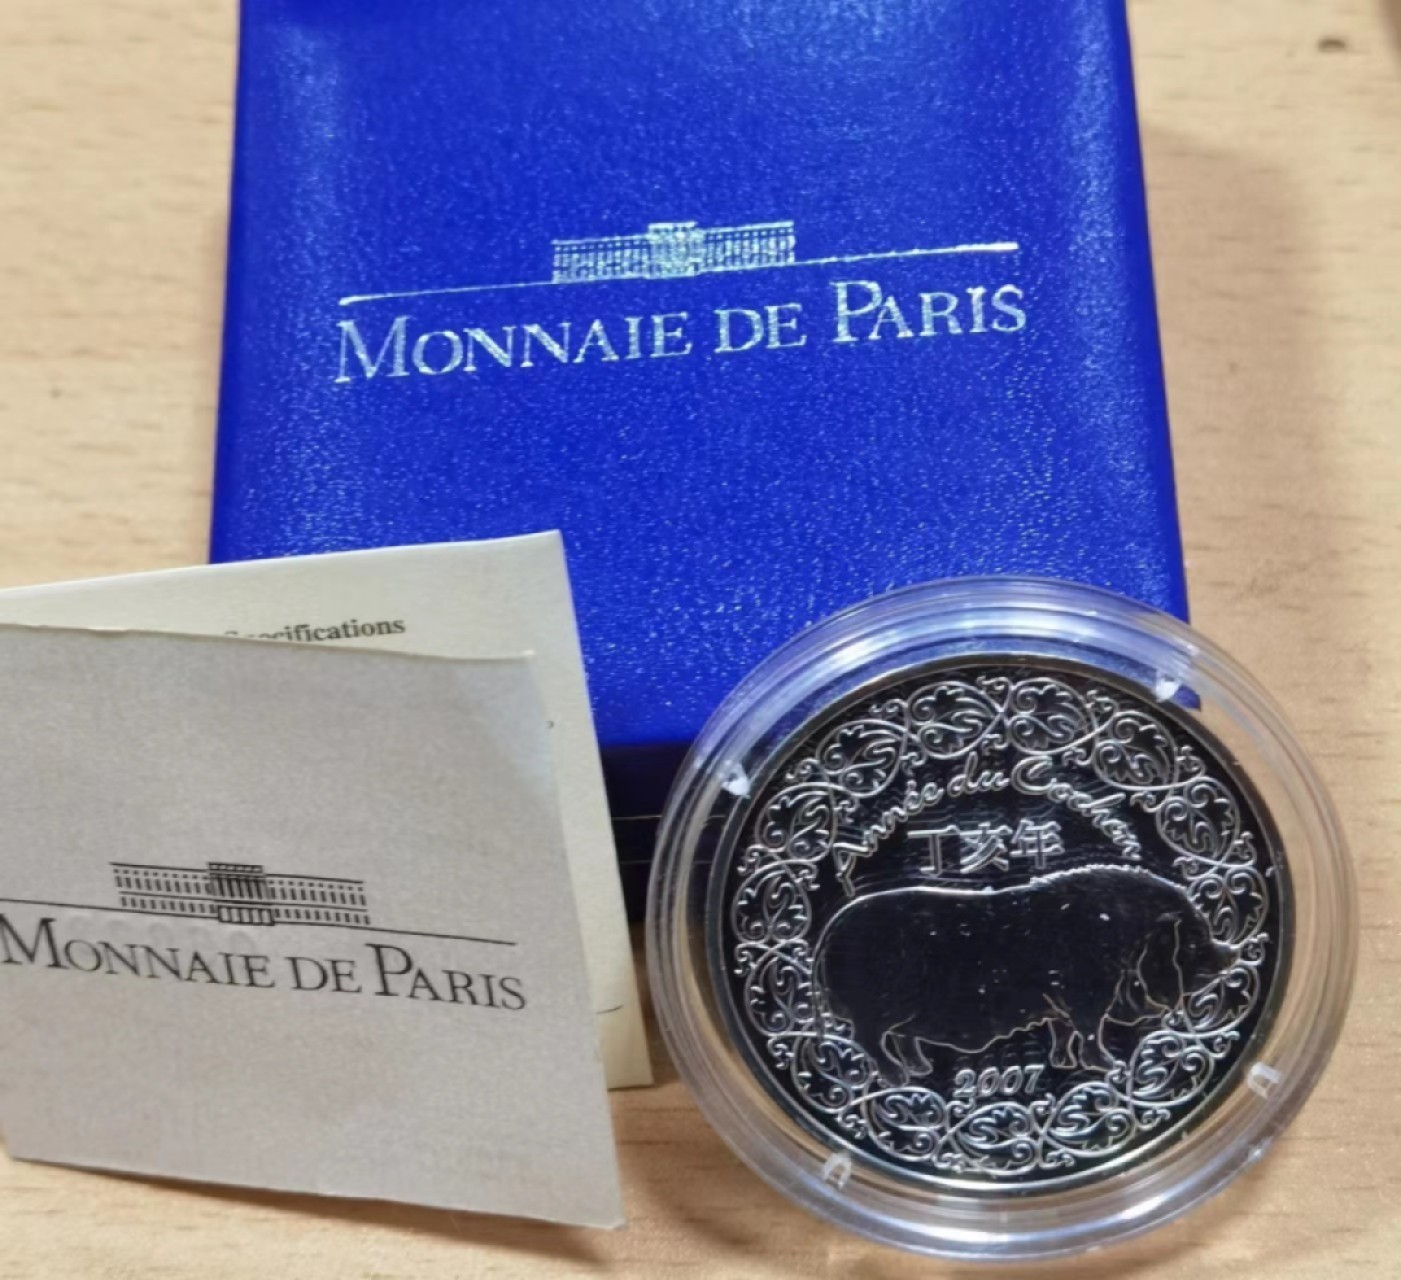 MONNAIE DE PARIS
Specifications
MONNAIE DE PARIS
Année du Cochon
丁亥年
2007